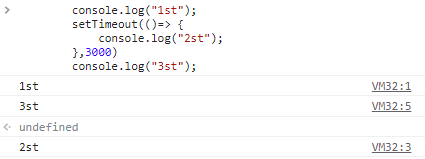 console.log("1st");
setTimeout(()=> {
    console.log("2st");
},3000)
console.log("3st");
1st VM32:1
3st VM32:5
undefined
2st VM32:3